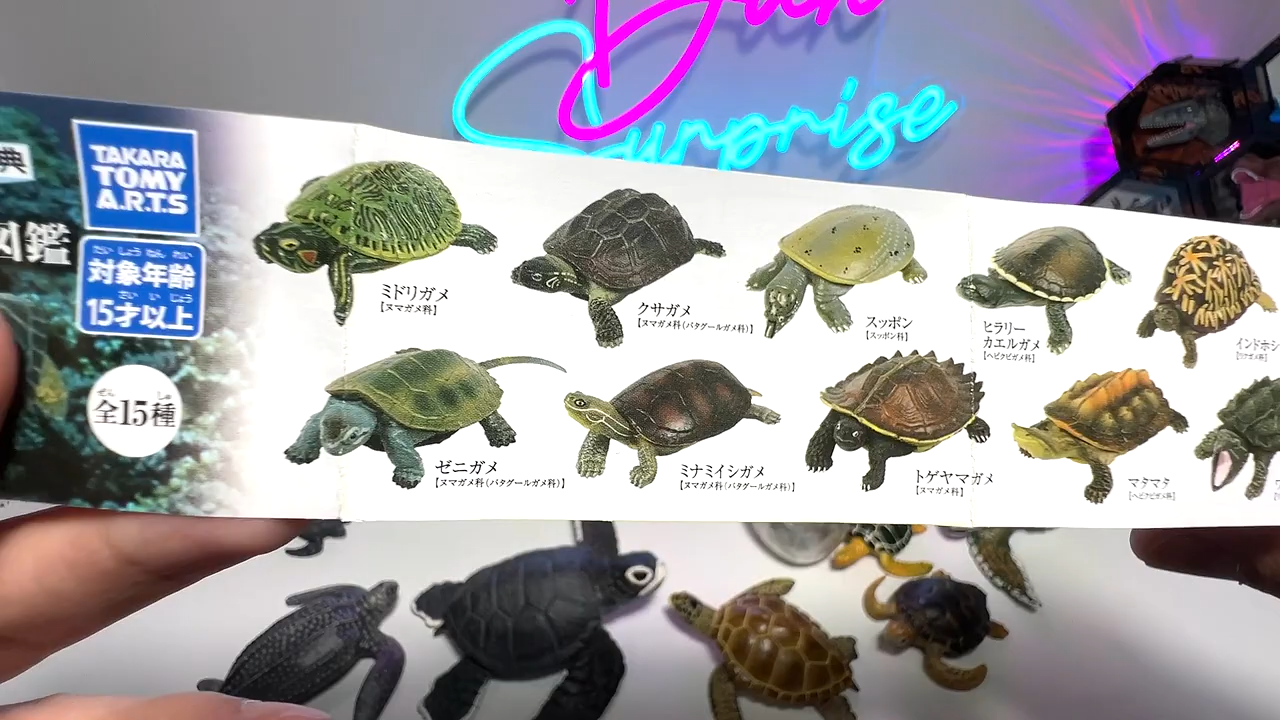 Dan
Surprise
典
図鑑
TAKARA
TOMY
A.R.T.S
たい しょう ねん れい
対象年齢
さい い じょう
15才以上
ぜん しゅ
全15種
ミドリガメ
【ヌマガメ科】
クサガメ
【ヌマガメ科(バタグールガメ科)】
スッポン
【スッポン科】
ヒラリー
カエルガメ
【ヘビクビガメ科】
インドホシ
ゼニガメ
【ヌマガメ科(バタグールガメ科)】
ミナミイシガメ
【ヌマガメ科(バタグールガメ科)】
トゲヤマガメ
【ヌマガメ科】
マタマタ
【ヘビクビガメ科】